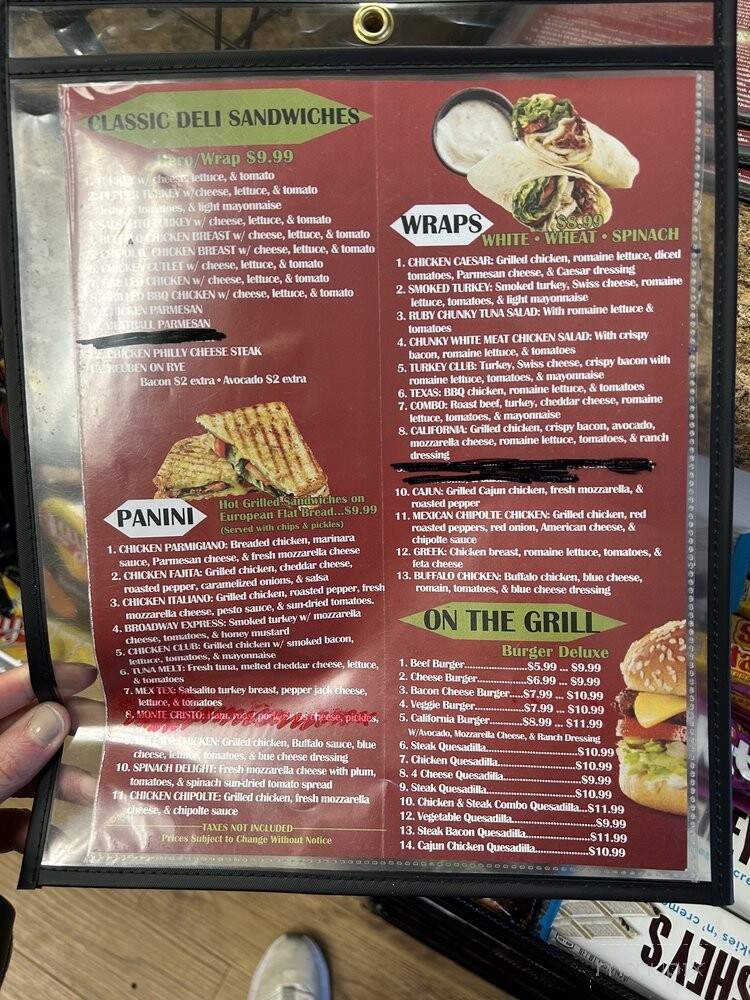 CLASSIC DELI SANDWICHES
/Wrap $9.99
1. TURKEY w/ cheese, lettuce, & tomato
2. PEPPER TURKEY w/cheese, lettuce, & tomato
lettuce, tomatoes, & light mayonnaise
TURKEY w/ cheese, lettuce, & tomato
CHICKEN BREAST w/ cheese, lettuce, & tomato
CHICKEN BREAST w/ cheese, lettuce, & tomato
CHICKEN CUTLET w/ cheese, lettuce, & tomato
CHICKEN w/ cheese, lettuce, & tomato
BBQ CHICKEN w/ cheese, lettuce, & tomato
CHICKEN PARMESAN
MEATBALL PARMESAN
CHICKEN PHILLY CHEESE STEAK
REUBEN ON RYE
Bacon $2 extra • Avocado $2 extra
PANINI
Hot Grilled Sandwiches on
European Flat Bread...$9.99
(Served with chips & pickles)
1. CHICKEN PARMIGIANO: Breaded chicken, marinara
sauce, Parmesan cheese, & fresh mozzarella cheese
2. CHICKEN FAJITA: Grilled chicken, cheddar cheese,
roasted pepper, caramelized onions, & salsa
3. CHICKEN ITALIANO: Grilled chicken, roasted pepper, fresh
mozzarella cheese, pesto sauce, & sun-dried tomatoes.
4. BROADWAY EXPRESS: Smoked turkey w/ mozzarella
cheese, tomatoes, & honey mustard
5. CHICKEN CLUB: Grilled chicken w/ smoked bacon,
lettuce, tomatoes, & mayonnaise
6. TUNA MELT: Fresh tuna, melted cheddar cheese, lettuce,
& tomatoes
7. MEX TEX: Salsalito turkey breast, pepper jack cheese,
lettuce, & tomatoes
8. MONTE CRISTO: Ham, cheese, pickles,
CHICKEN: Grilled chicken, Buffalo sauce, blue
cheese, lettuce, tomatoes, & bue cheese dressing
10. SPINACH DELIGHT: Fresh mozzarella cheese with plum,
tomatoes, & spinach sun-dried tomato spread
11. CHICKEN CHIPOLTE: Grilled chicken, fresh mozzarella
cheese, & chipolte sauce
TAXES NOT INCLUDED
Prices Subject to Change Without Notice
WRAPS
$8.99
WHITE • WHEAT • SPINACH
1. CHICKEN CAESAR: Grilled chicken, romaine lettuce, diced
tomatoes, Parmesan cheese, & Caesar dressing
2. SMOKED TURKEY: Smoked turkey, Swiss cheese, romaine
lettuce, tomatoes, & light mayonnaise
3. RUBY CHUNKY TUNA SALAD: With romaine lettuce &
tomatoes
4. CHUNKY WHITE MEAT CHICKEN SALAD: With crispy
bacon, romaine lettuce, & tomatoes
5. TURKEY CLUB: Turkey, Swiss cheese, crispy bacon with
romaine lettuce, tomatoes, & mayonnaise
6. TEXAS: BBQ chicken, romaine lettuce, & tomatoes
7. COMBO: Roast beef, turkey, cheddar cheese, romaine
lettuce, tomatoes, & mayonnaise
8. CALIFORNIA: Grilled chicken, crispy bacon, avocado,
mozzarella cheese, romaine lettuce, tomatoes, & ranch
dressing
10. CAJUN: Grilled Cajun chicken, fresh mozzarella, &
roasted pepper
11. MEXICAN CHIPOLTE CHICKEN: Grilled chicken, red
roasted peppers, red onion, American cheese, &
chipolte sauce
12. GREEK: Chicken breast, romaine lettuce, tomatoes, &
feta cheese
13. BUFFALO CHICKEN: Buffalo chicken, blue cheese,
romain, tomatoes, & blue cheese dressing
ON THE GRILL
Burger Deluxe
1. Beef Burger...$5.99 ... $9.99
2. Cheese Burger...$6.99 ... $9.99
3. Bacon Cheese Burger...$7.99 ... $10.99
4. Veggie Burger...$7.99 ... $10.99
5. California Burger...$8.99 ... $11.99
W/Avocado, Mozzarella Cheese, & Ranch Dressing
6. Steak Quesadilla...$10.99
7. Chicken Quesadilla...$10.99
8. 4 Cheese Quesadilla...$9.99
9. Steak Quesadilla...$10.99
10. Chicken & Steak Combo Quesadilla...$11.99
12. Vegetable Quesadilla...$9.99
13. Steak Bacon Quesadilla...$11.99
14. Cajun Chicken Quesadilla...$10.99